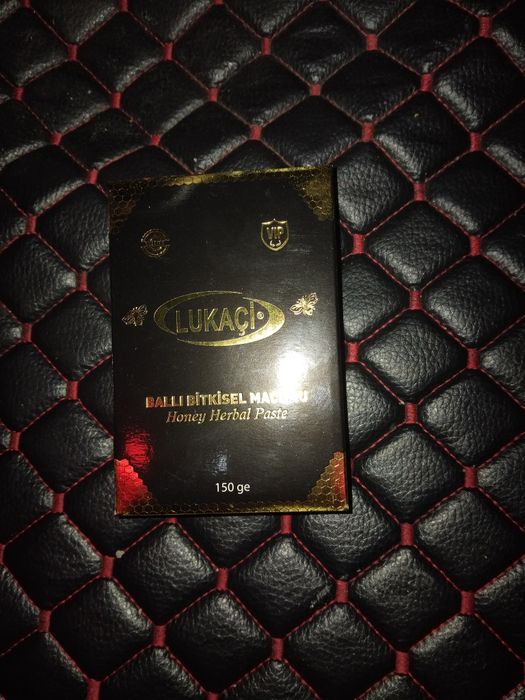 VIP
LUKAÇİ
BALLI BİTKİSEL
Honey Herbal Paste
150 ge